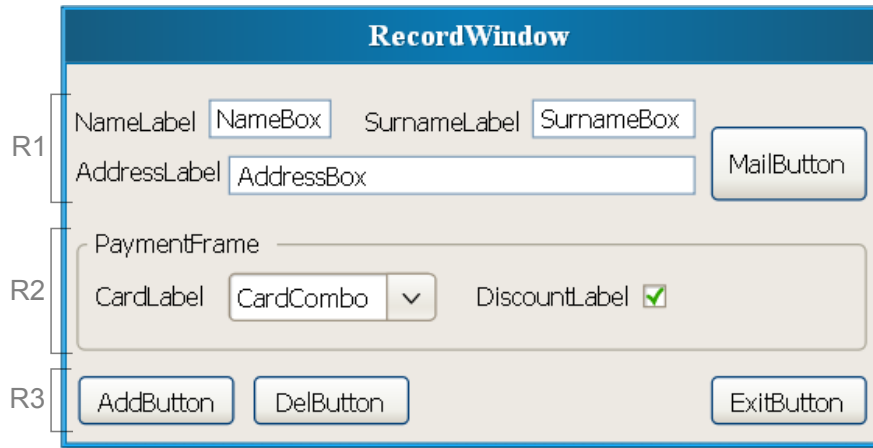 RecordWindow
R1
NameLabel NameBox SurnameLabel SurnameBox
AddressLabel AddressBox
MailButton
R2
PaymentFrame
CardLabel CardCombo DiscountLabel
R3
AddButton DelButton ExitButton